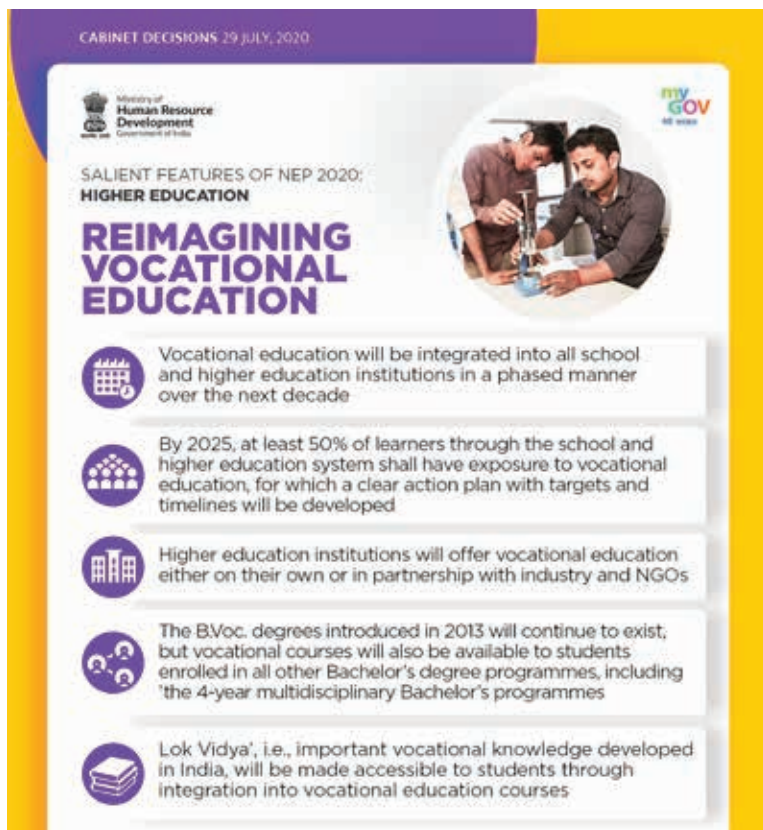 CABINET DECISIONS 29 JULY, 2020
Ministry of
Human Resource
Development
Government of India
my
GOV
मेरी सरकार
SALIENT FEATURES OF NEP 2020:
HIGHER EDUCATION
REIMAGINING
VOCATIONAL
EDUCATION
Vocational education will be integrated into all school
and higher education institutions in a phased manner
over the next decade
By 2025, at least 50% of learners through the school and
higher education system shall have exposure to vocational
education, for which a clear action plan with targets and
timelines will be developed
Higher education institutions will offer vocational education
either on their own or in partnership with industry and NGOs
The B.Voc. degrees introduced in 2013 will continue to exist,
but vocational courses will also be available to students
enrolled in all other Bachelor's degree programmes, including
'the 4-year multidisciplinary Bachelor's programmes
Lok Vidya', i.e., important vocational knowledge developed
in India, will be made accessible to students through
integration into vocational education courses